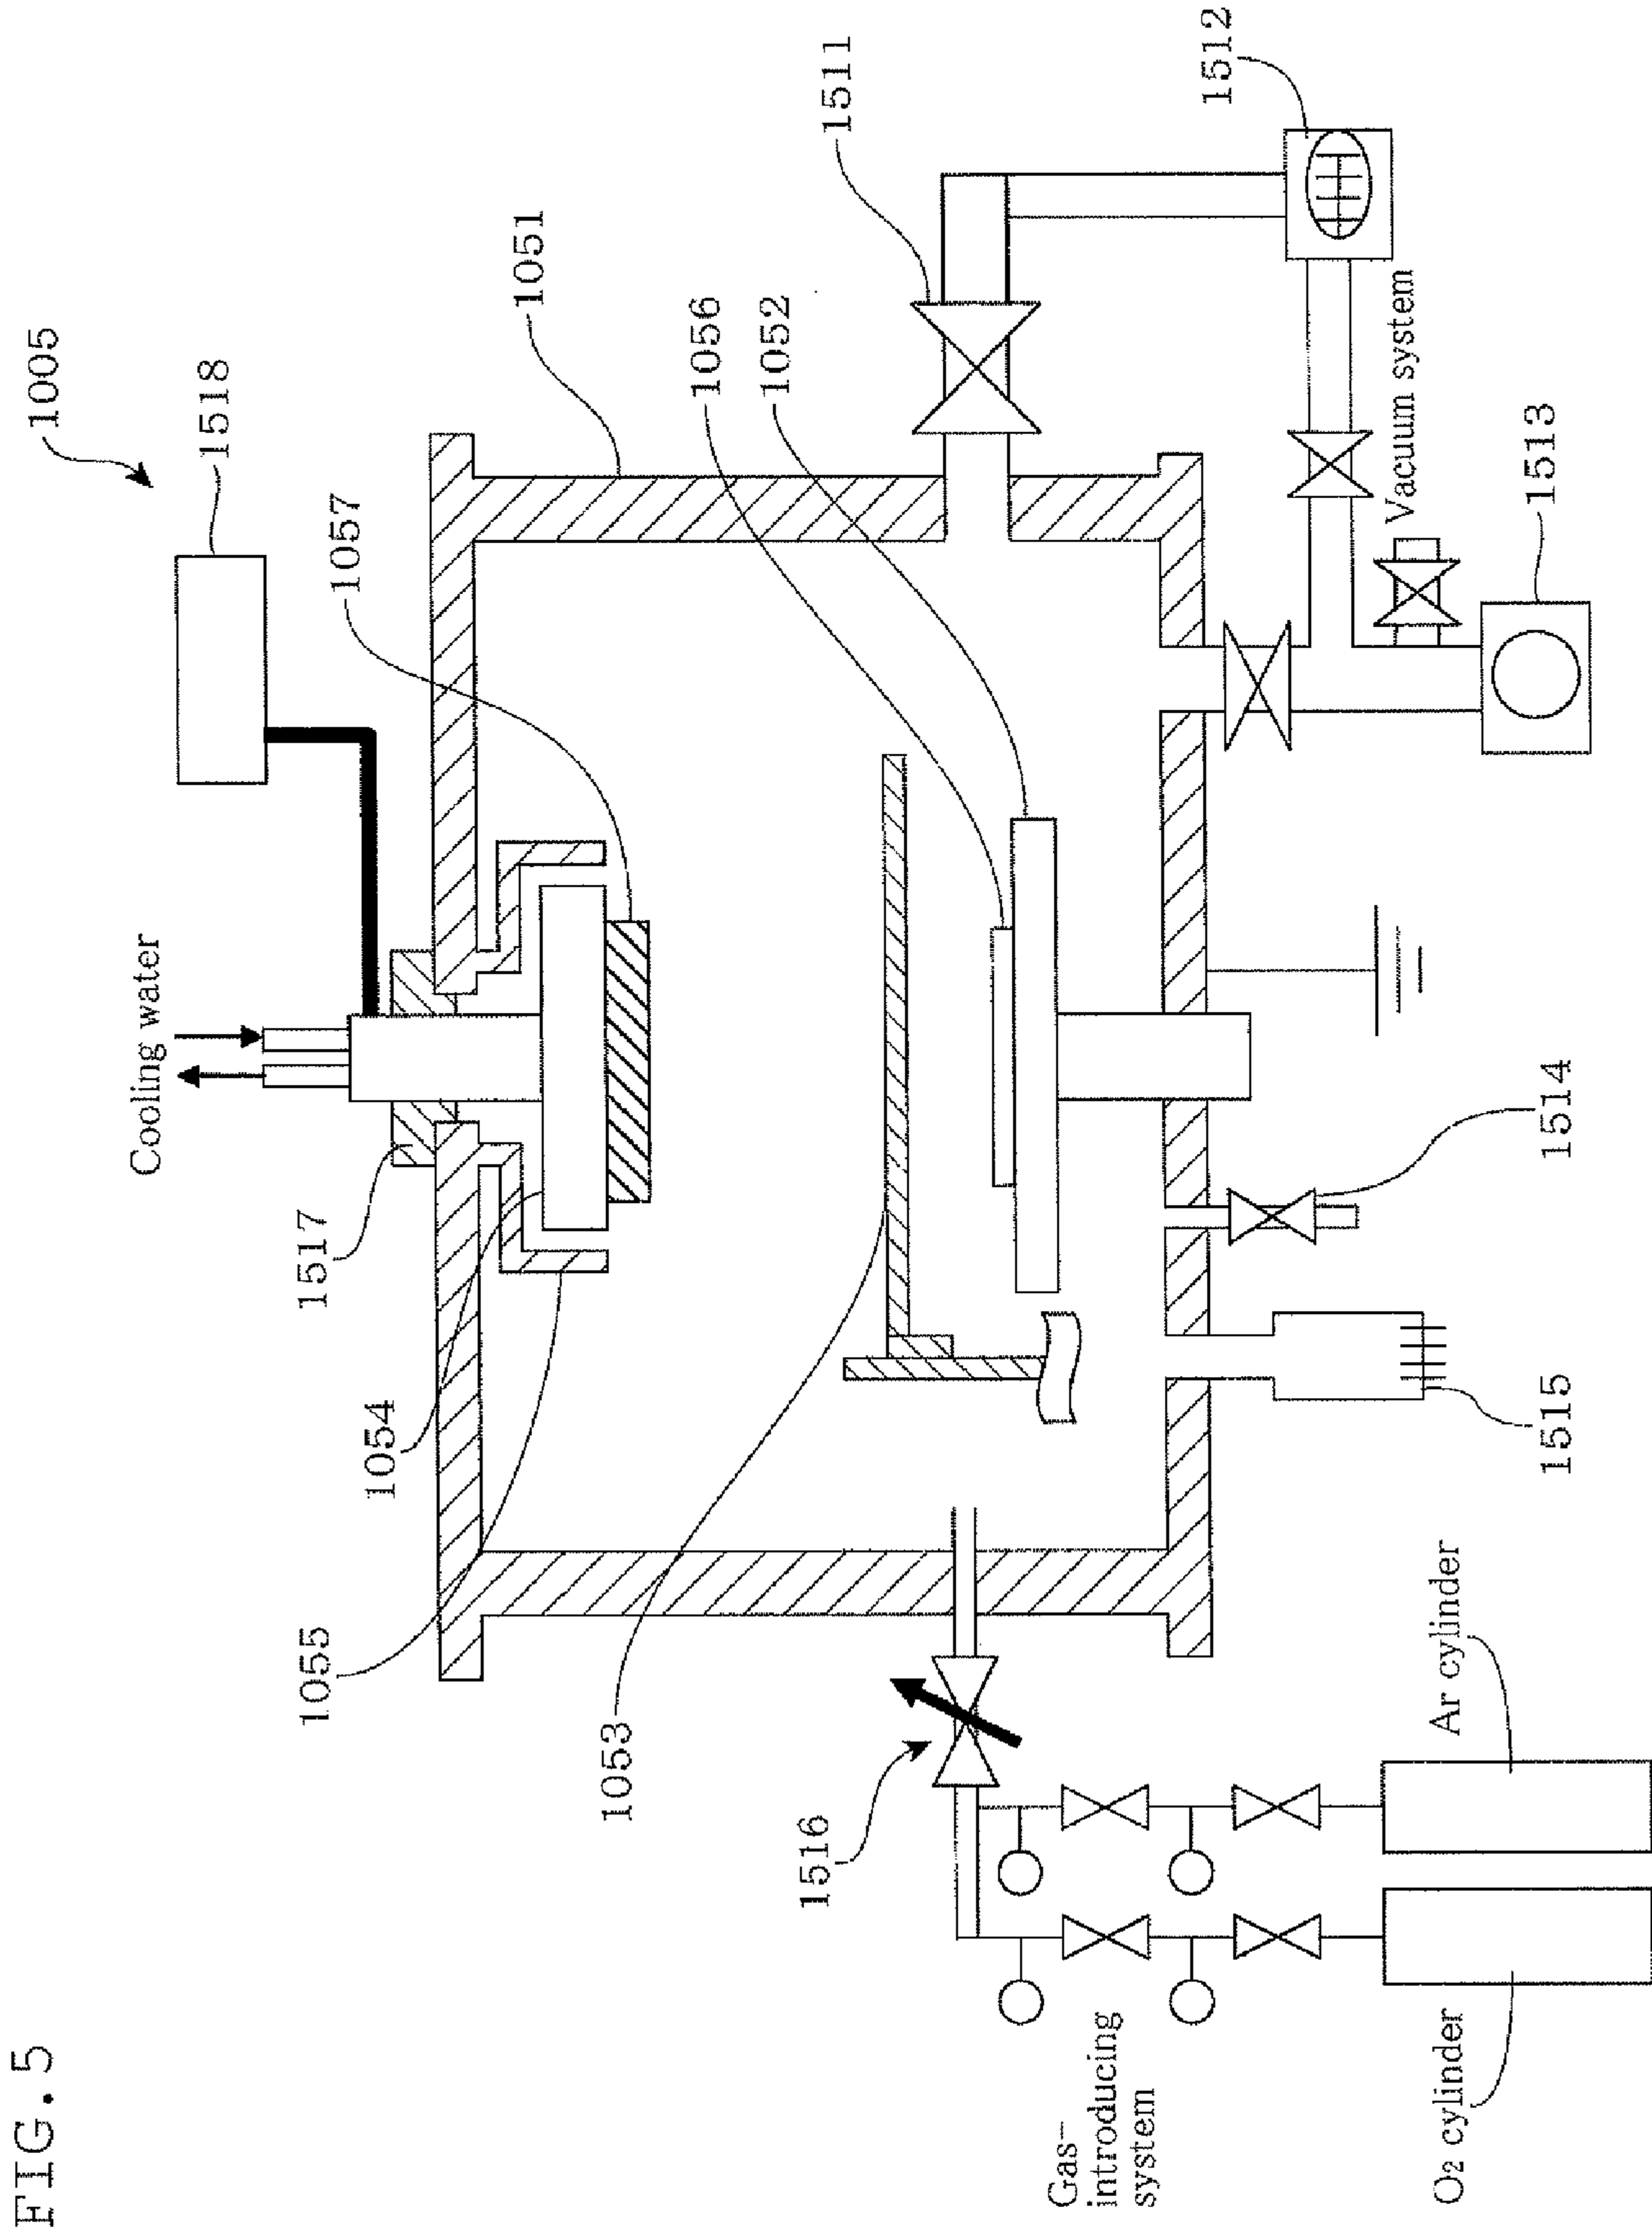 FIG.5
1005
1518
Cooling water
1057
1051
1517
1054
1055
1056
1052
1511
1512
1053
Vacuum system
1513
1514
1515
1516
Gas-
introducing
system
Ar cylinder
O2 cylinder